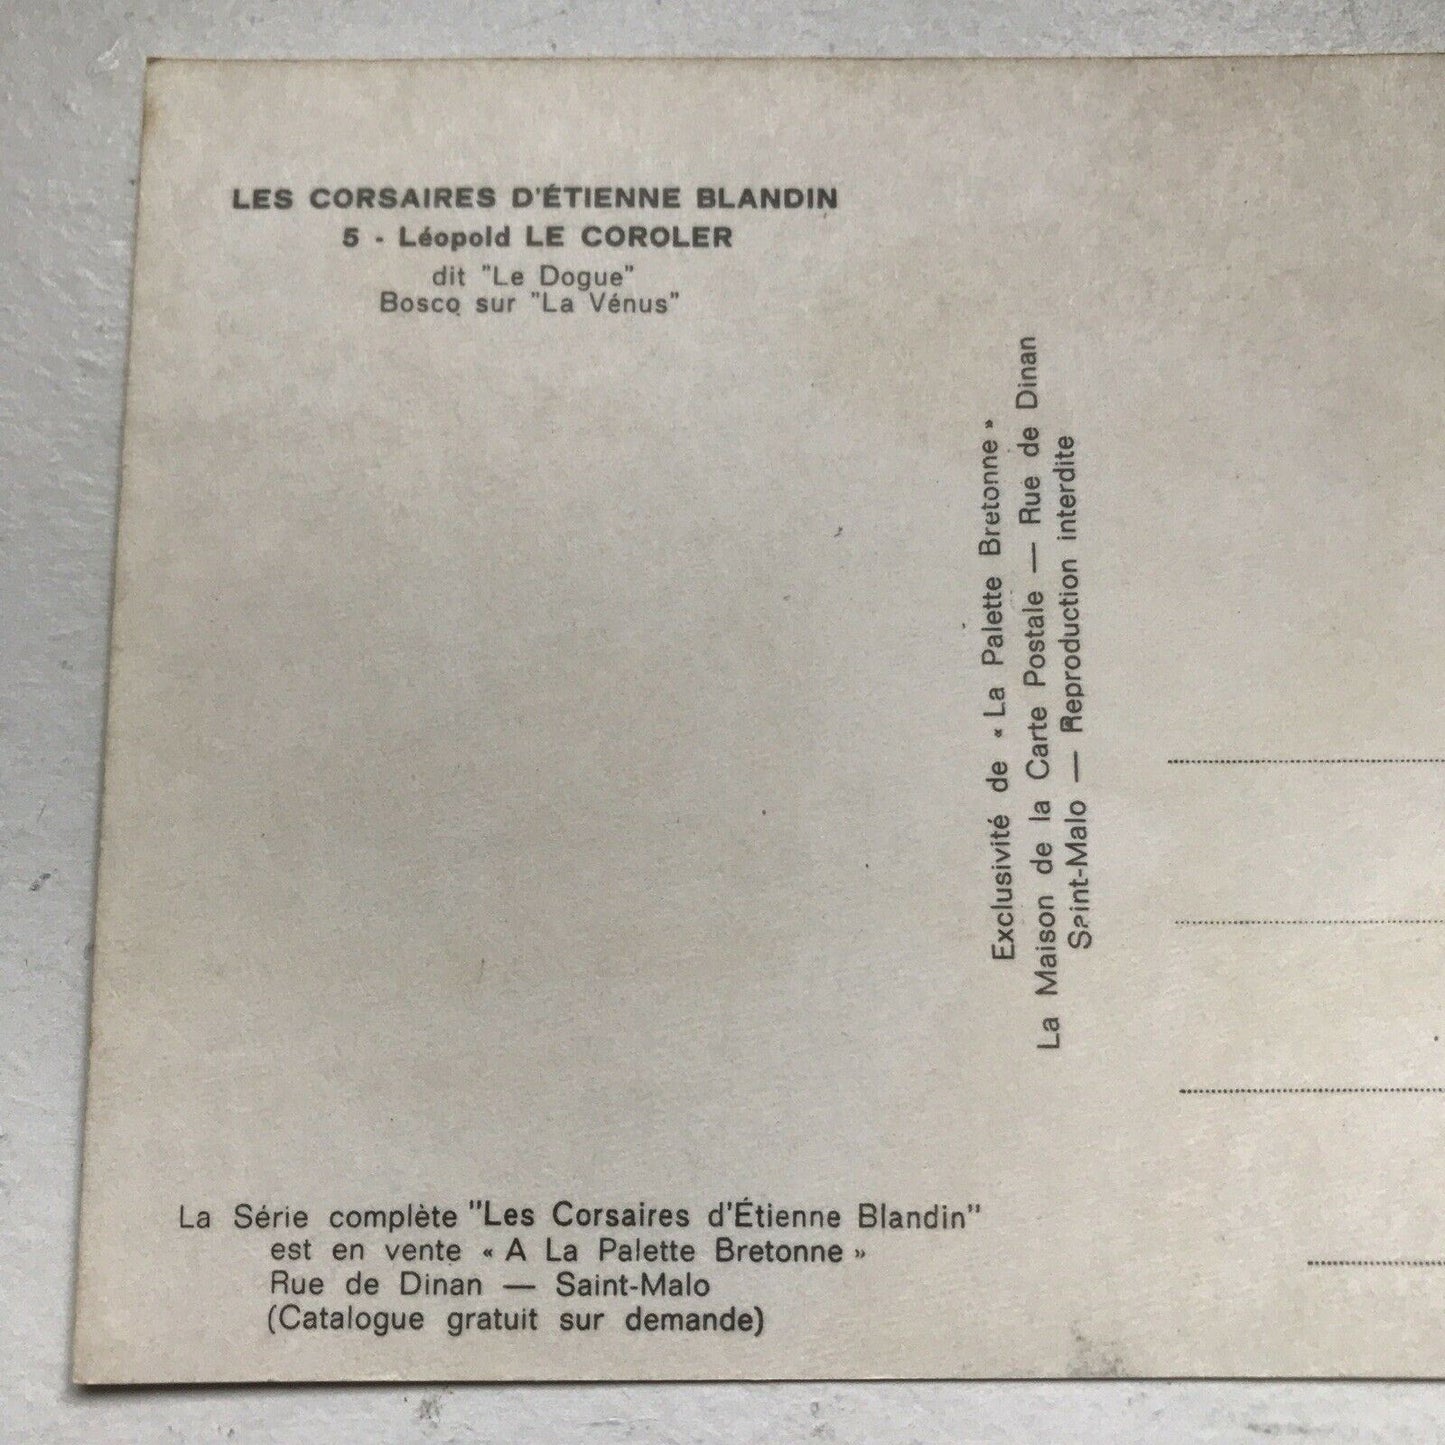 LES CORSAIRES D'ÉTIENNE BLANDIN
5 - Léopold LE COROLER
dit "Le Dogue"
Bosco sur "La Vénus"
Exclusivité de « La Palette Bretonne »
La Maison de la Carte Postale — Rue de Dinan
Saint-Malo — Reproduction interdite
La Série complète "Les Corsaires d'Étienne Blandin"
est en vente « A La Palette Bretonne »
Rue de Dinan — Saint-Malo
(Catalogue gratuit sur demande)